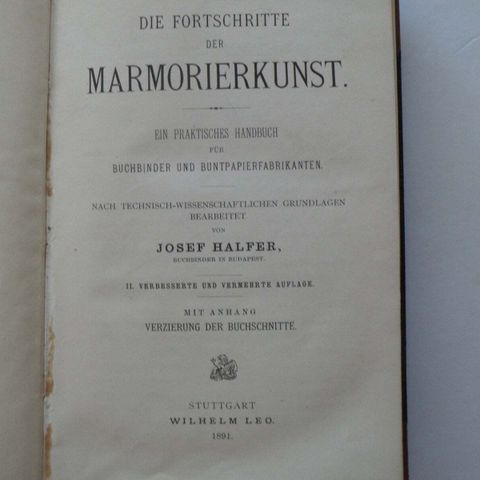 DIE FORTSCHRITTE
DER
MARMORIERKUNST.
EIN PRAKTISCHES HANDBUCH
FÜR
BUCHBINDER UND BUNTPAPIERFABRIKANTEN.
NACH TECHNISCH-WISSENSCHAFTLICHEN GRUNDLAGEN
BEARBEITET
VON
JOSEF HALFER,
BUCHBINDER IN BUDAPEST.
II. VERBESSERTE UND VERMEHRTE AUFLAGE.
MIT ANHANG
VERZIERUNG DER BUCHSCHNITTE.
STUTTGART
WILHELM LEO.
1891.